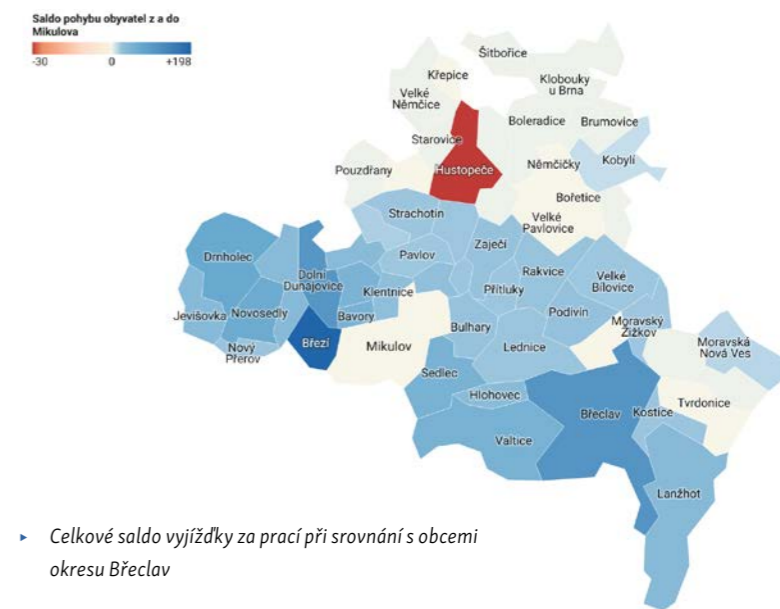 Saldo pohybu obyvatel z a do
Mikulova
-30 0 +198
Šitbořice
Křepice
Klobouky
u Brna
Velké
Němčice
Boleradice
Brumovice
Starovice
Němčičky
Kobylí
Pouzdřany
Hustopeče
Bořetice
Strachotín
Velké
Pavlovice
Zaječí
Drnholec
Pavlov
Rakvice
Dolní
Dunajovice
Velké
Bílovice
Klentnice
Přítluky
Jevišovka
Novosedly
Bavory
Podivín
Bulhary
Moravský
Žižkov
Březí
Mikulov
Lednice
Moravská
Nová Ves
Nový
Přerov
Sedlec
Hlohovec
Tvrdonice
Břeclav
Kostice
Valtice
Lanžhot
▸ Celkové saldo vyjížďky za prací při srovnání s obcemi
okresu Břeclav